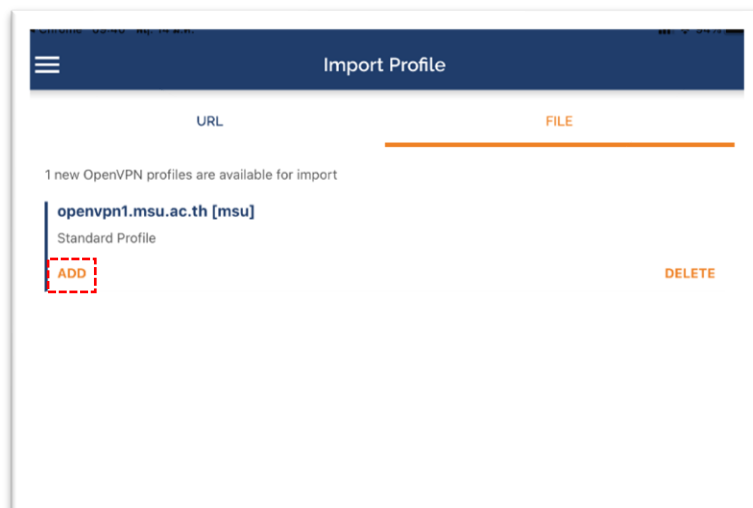 Import Profile
URL
FILE
1 new OpenVPN profiles are available for import
openvpn1.msu.ac.th [msu]
Standard Profile
ADD
DELETE